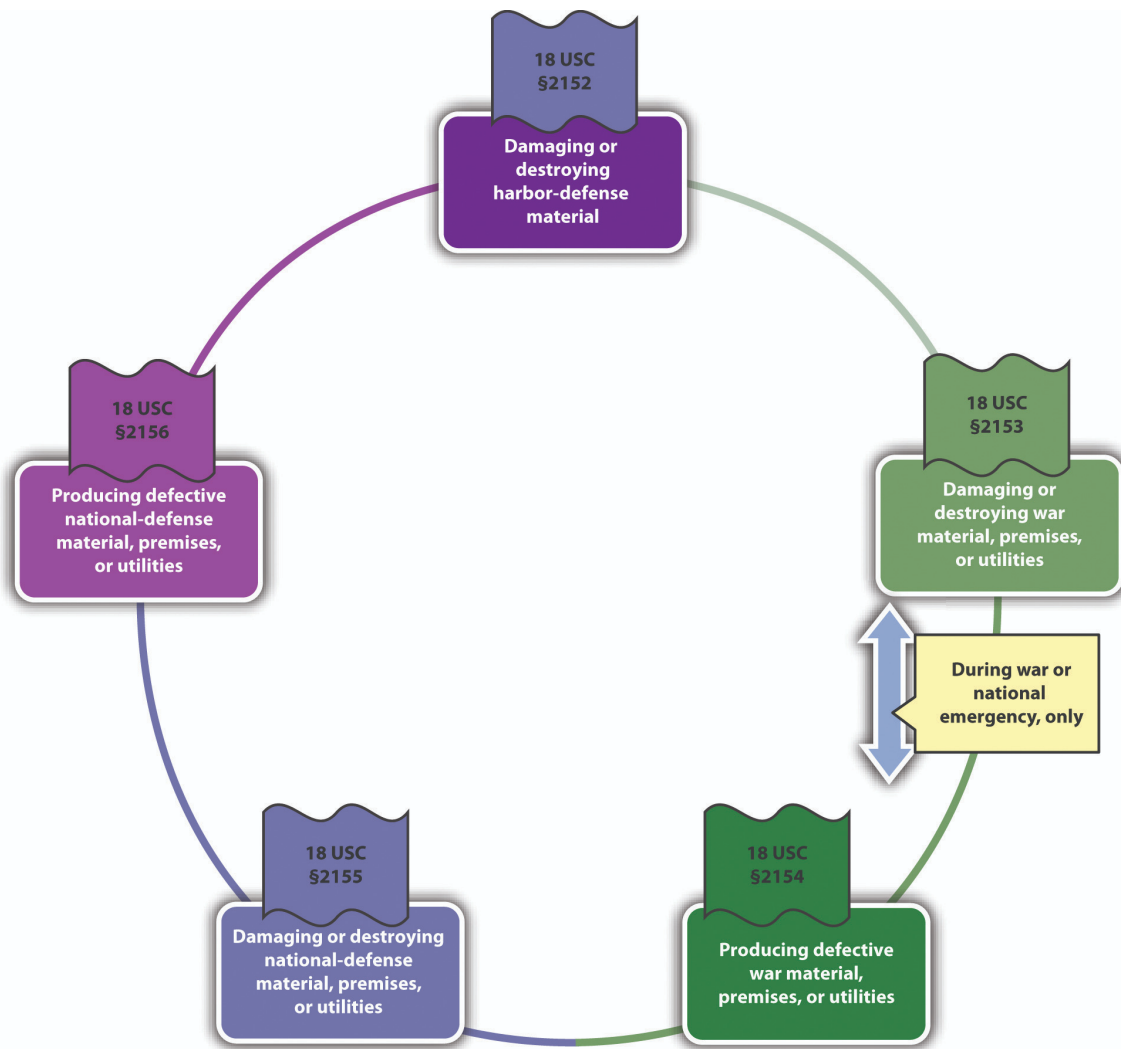 18 USC
§2152
Damaging or
destroying
harbor-defense
material
18 USC
§2156
Producing defective
national-defense
material, premises,
or utilities
18 USC
§2153
Damaging or
destroying war
material, premises,
or utilities
During war or
national
emergency, only
18 USC
§2155
Damaging or destroying
national-defense
material, premises,
or utilities
18 USC
§2154
Producing defective
war material,
premises, or utilities